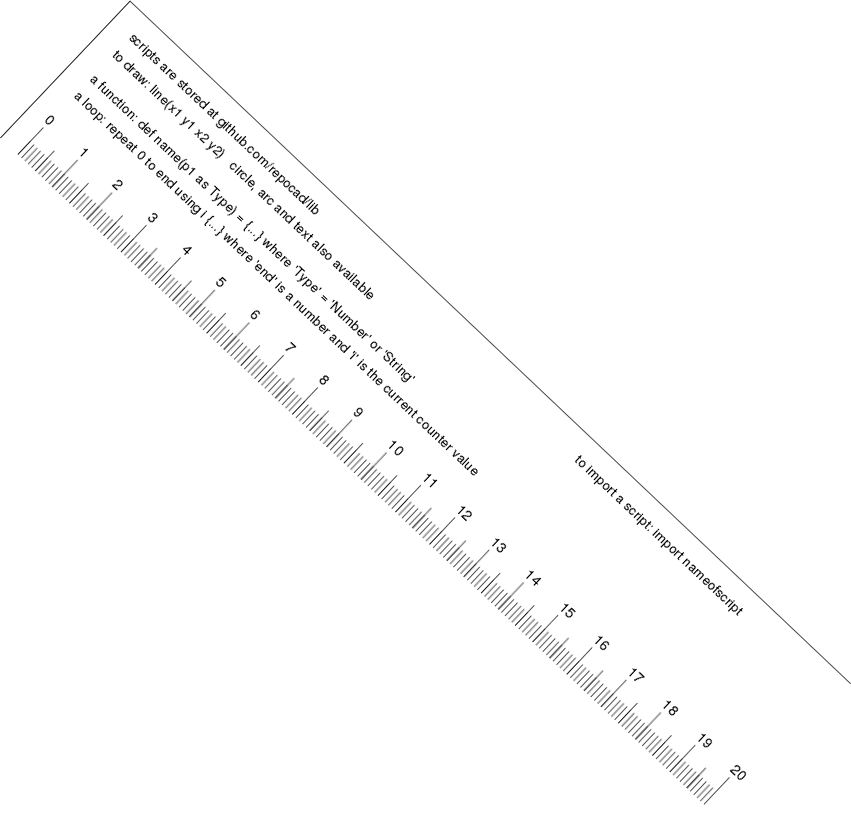 scripts are stored at github.com/repocad/lib
to draw: line(x1 y1 x2 y2)   circle, arc and text also available
a function: def name(p1 as Type) = {...} where 'Type' = 'Number' or 'String'
a loop: repeat 0 to end using i {...} where 'end' is a number and 'i' is the current counter value
to import a script: import nameofscript
0 1 2 3 4 5 6 7 8 9 10 11 12 13 14 15 16 17 18 19 20